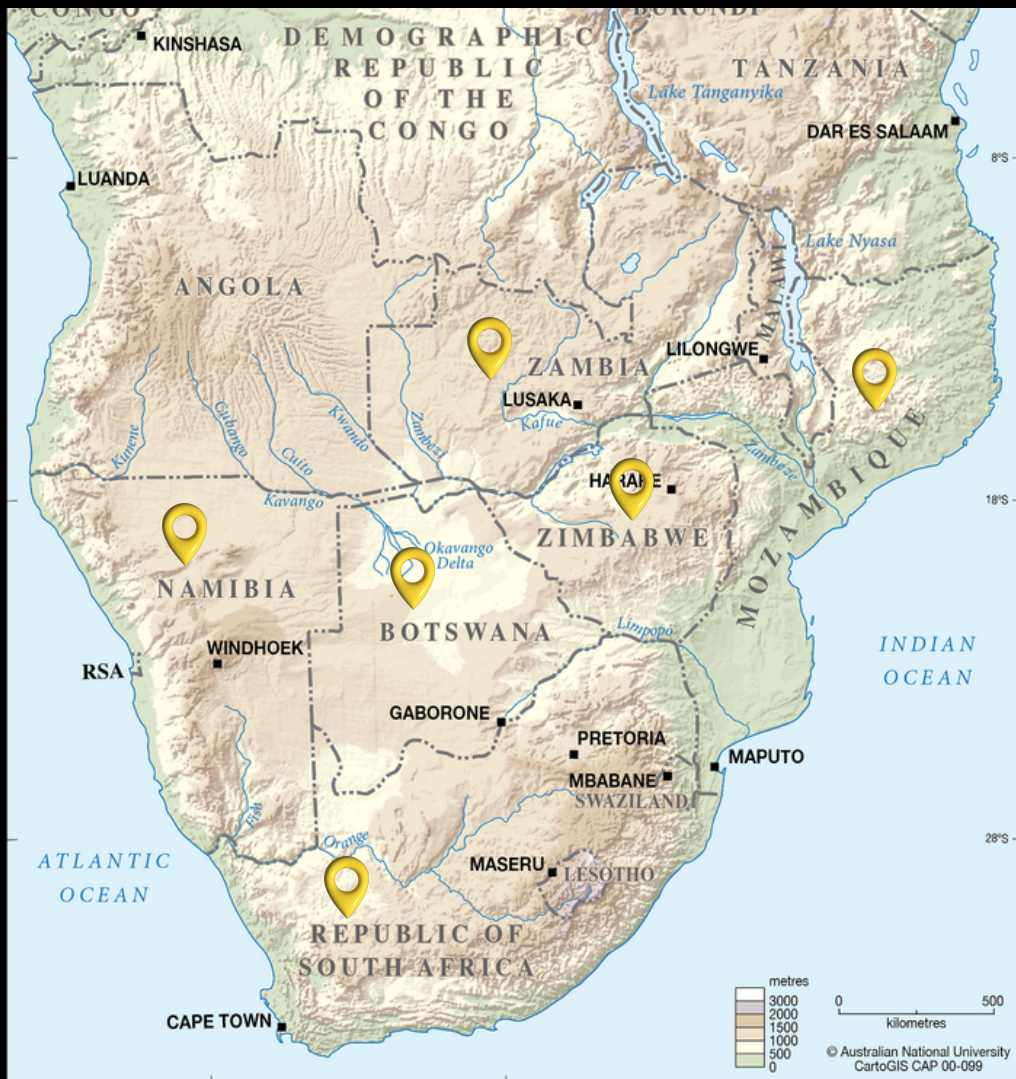 CONGO
BURUNDI
KINSHASA
DEMOGRAPHIC
REPUBLIC
OF THE
CONGO
TANZANIA
Lake Tanganyika
DAR ES SALAAM
8°S
LUANDA
Lake Nyasa
ANGOLA
MALAWI
LILONGWE
ZAMBIA
LUSAKA
Kafue
Kunene
Cubango
Cuito
Kwando
Zambezi
Zambeze
MOZAMBIQUE
Kavango
HARARE
18°S
ZIMBABWE
Okavango
Delta
NAMIBIA
BOTSWANA
Limpopo
WINDHOEK
RSA
INDIAN
OCEAN
GABORONE
PRETORIA
MAPUTO
MBABANE
SWAZILAND
Fish
Orange
28°S
ATLANTIC
OCEAN
MASERU
LESOTHO
REPUBLIC OF
SOUTH AFRICA
CAPE TOWN
metres
3000
2000
1500
1000
500
0
0 500
kilometres
© Australian National University
CartoGIS CAP 00-099